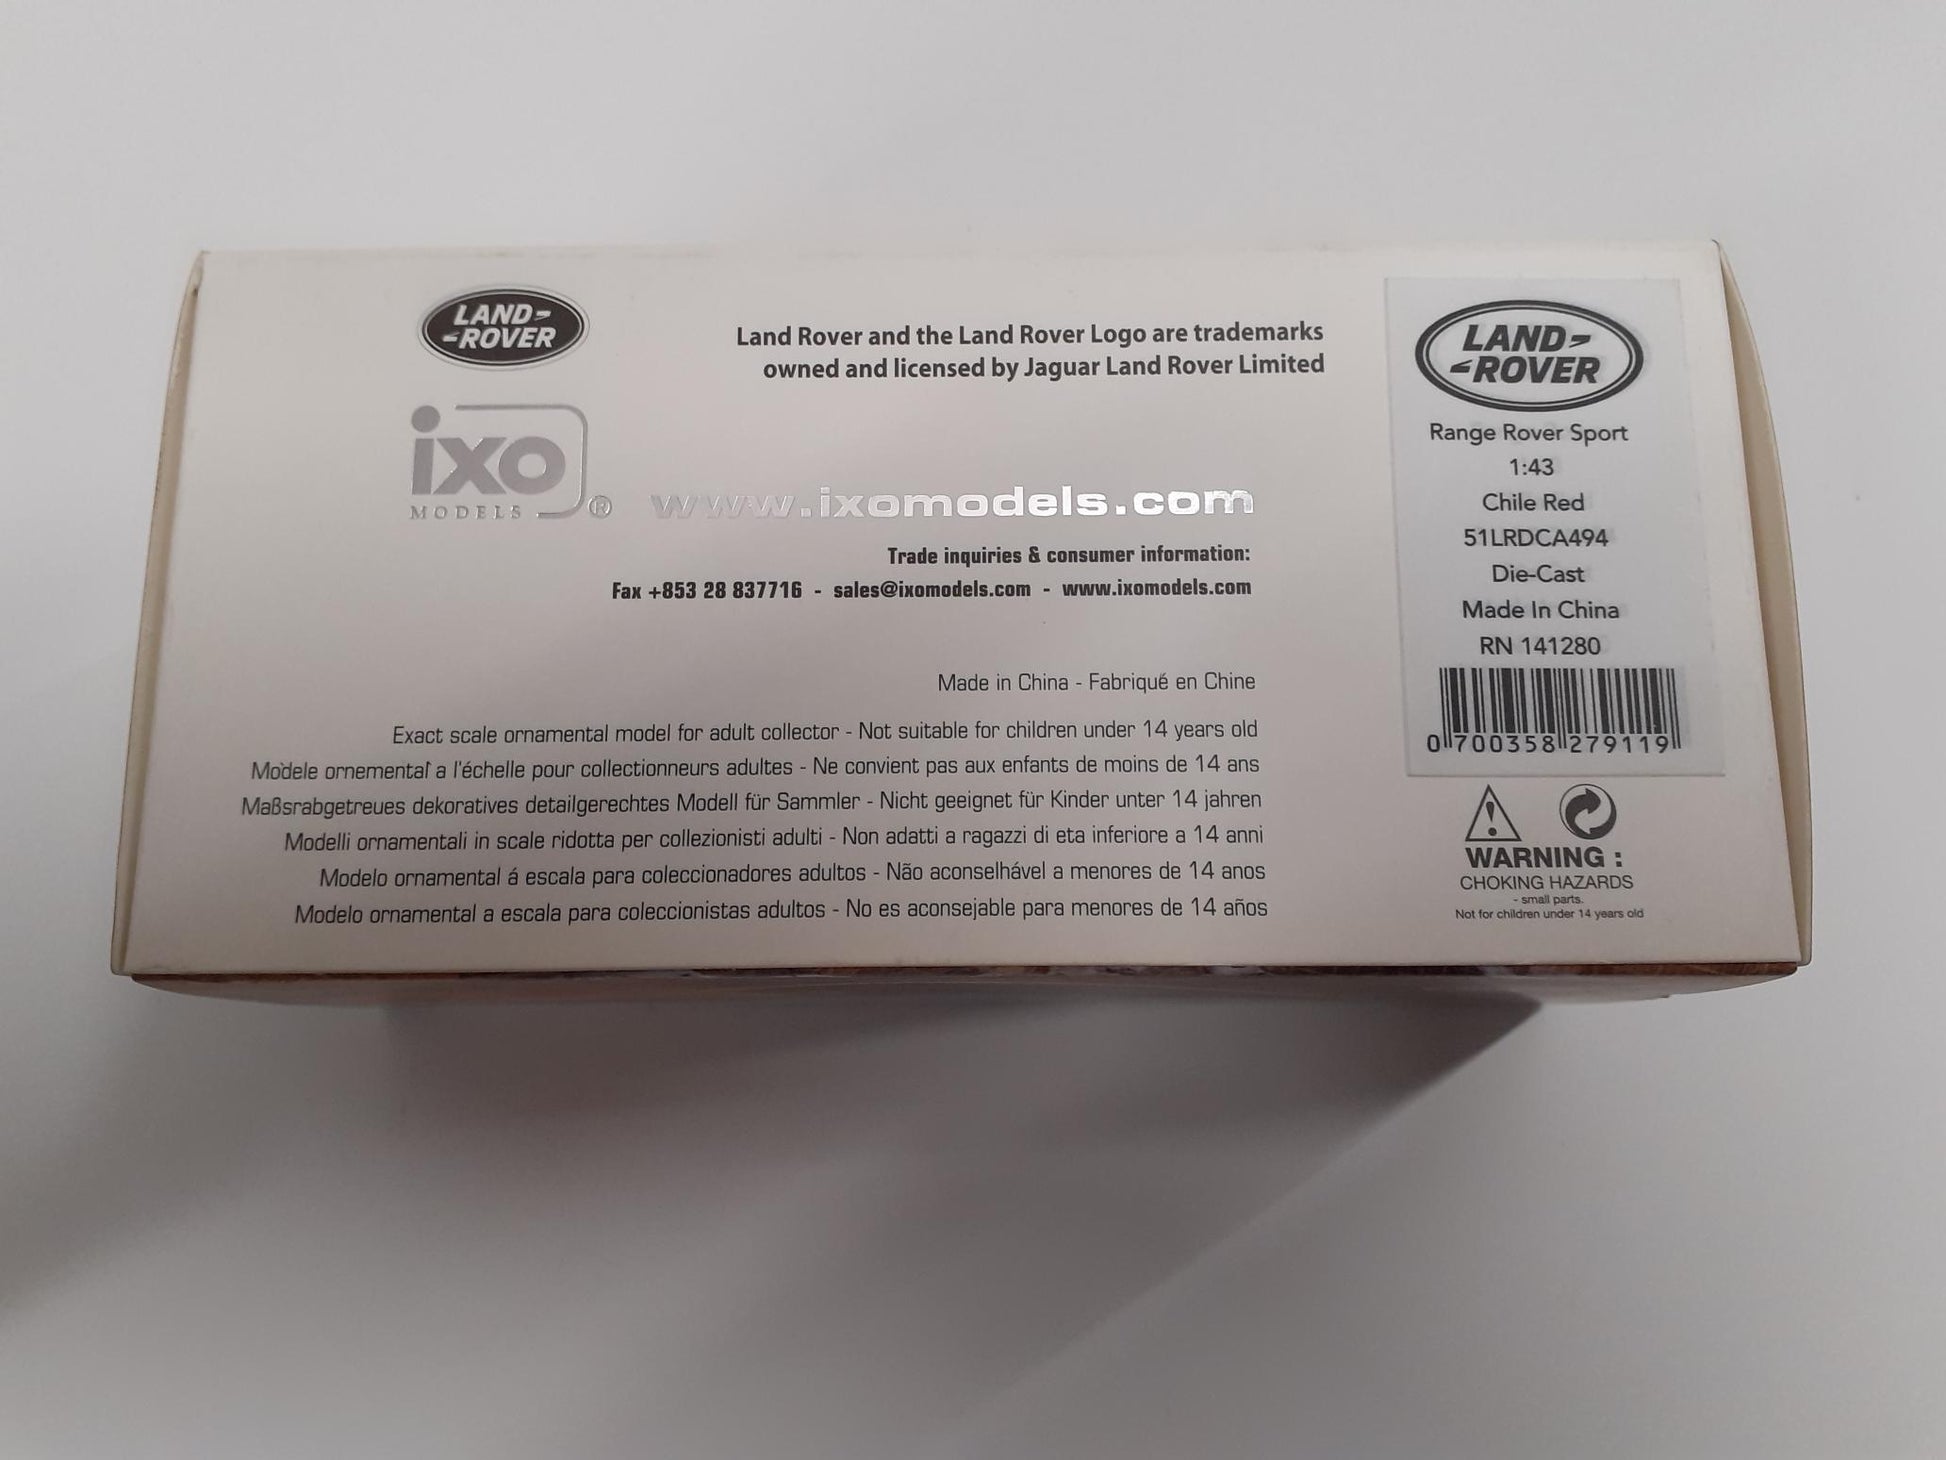 LAND-
-ROVER
Land Rover and the Land Rover Logo are trademarks
owned and licensed by Jaguar Land Rover Limited
ixo
MODELS ®
www.ixomodels.com
Trade inquiries & consumer information:
Fax +853 28 837716 - sales@ixomodels.com - www.ixomodels.com
Made in China - Fabriqué en Chine
Exact scale ornamental model for adult collector - Not suitable for children under 14 years old
Modele ornemental a l'échelle pour collectionneurs adultes - Ne convient pas aux enfants de moins de 14 ans
Maßsrabgetreues dekoratives detailgerechtes Modell für Sammler - Nicht geeignet für Kinder unter 14 jahren
Modelli ornamentali in scale ridotta per collezionisti adulti - Non adatti a ragazzi di eta inferiore a 14 anni
Modelo ornamental á escala para coleccionadores adultos - Não aconselhável a menores de 14 anos
Modelo ornamental a escala para coleccionistas adultos - No es aconsejable para menores de 14 años
LAND-
-ROVER
Range Rover Sport
1:43
Chile Red
51LRDCA494
Die-Cast
Made In China
RN 141280
0 700358 279119
WARNING :
CHOKING HAZARDS
- small parts.
Not for children under 14 years old